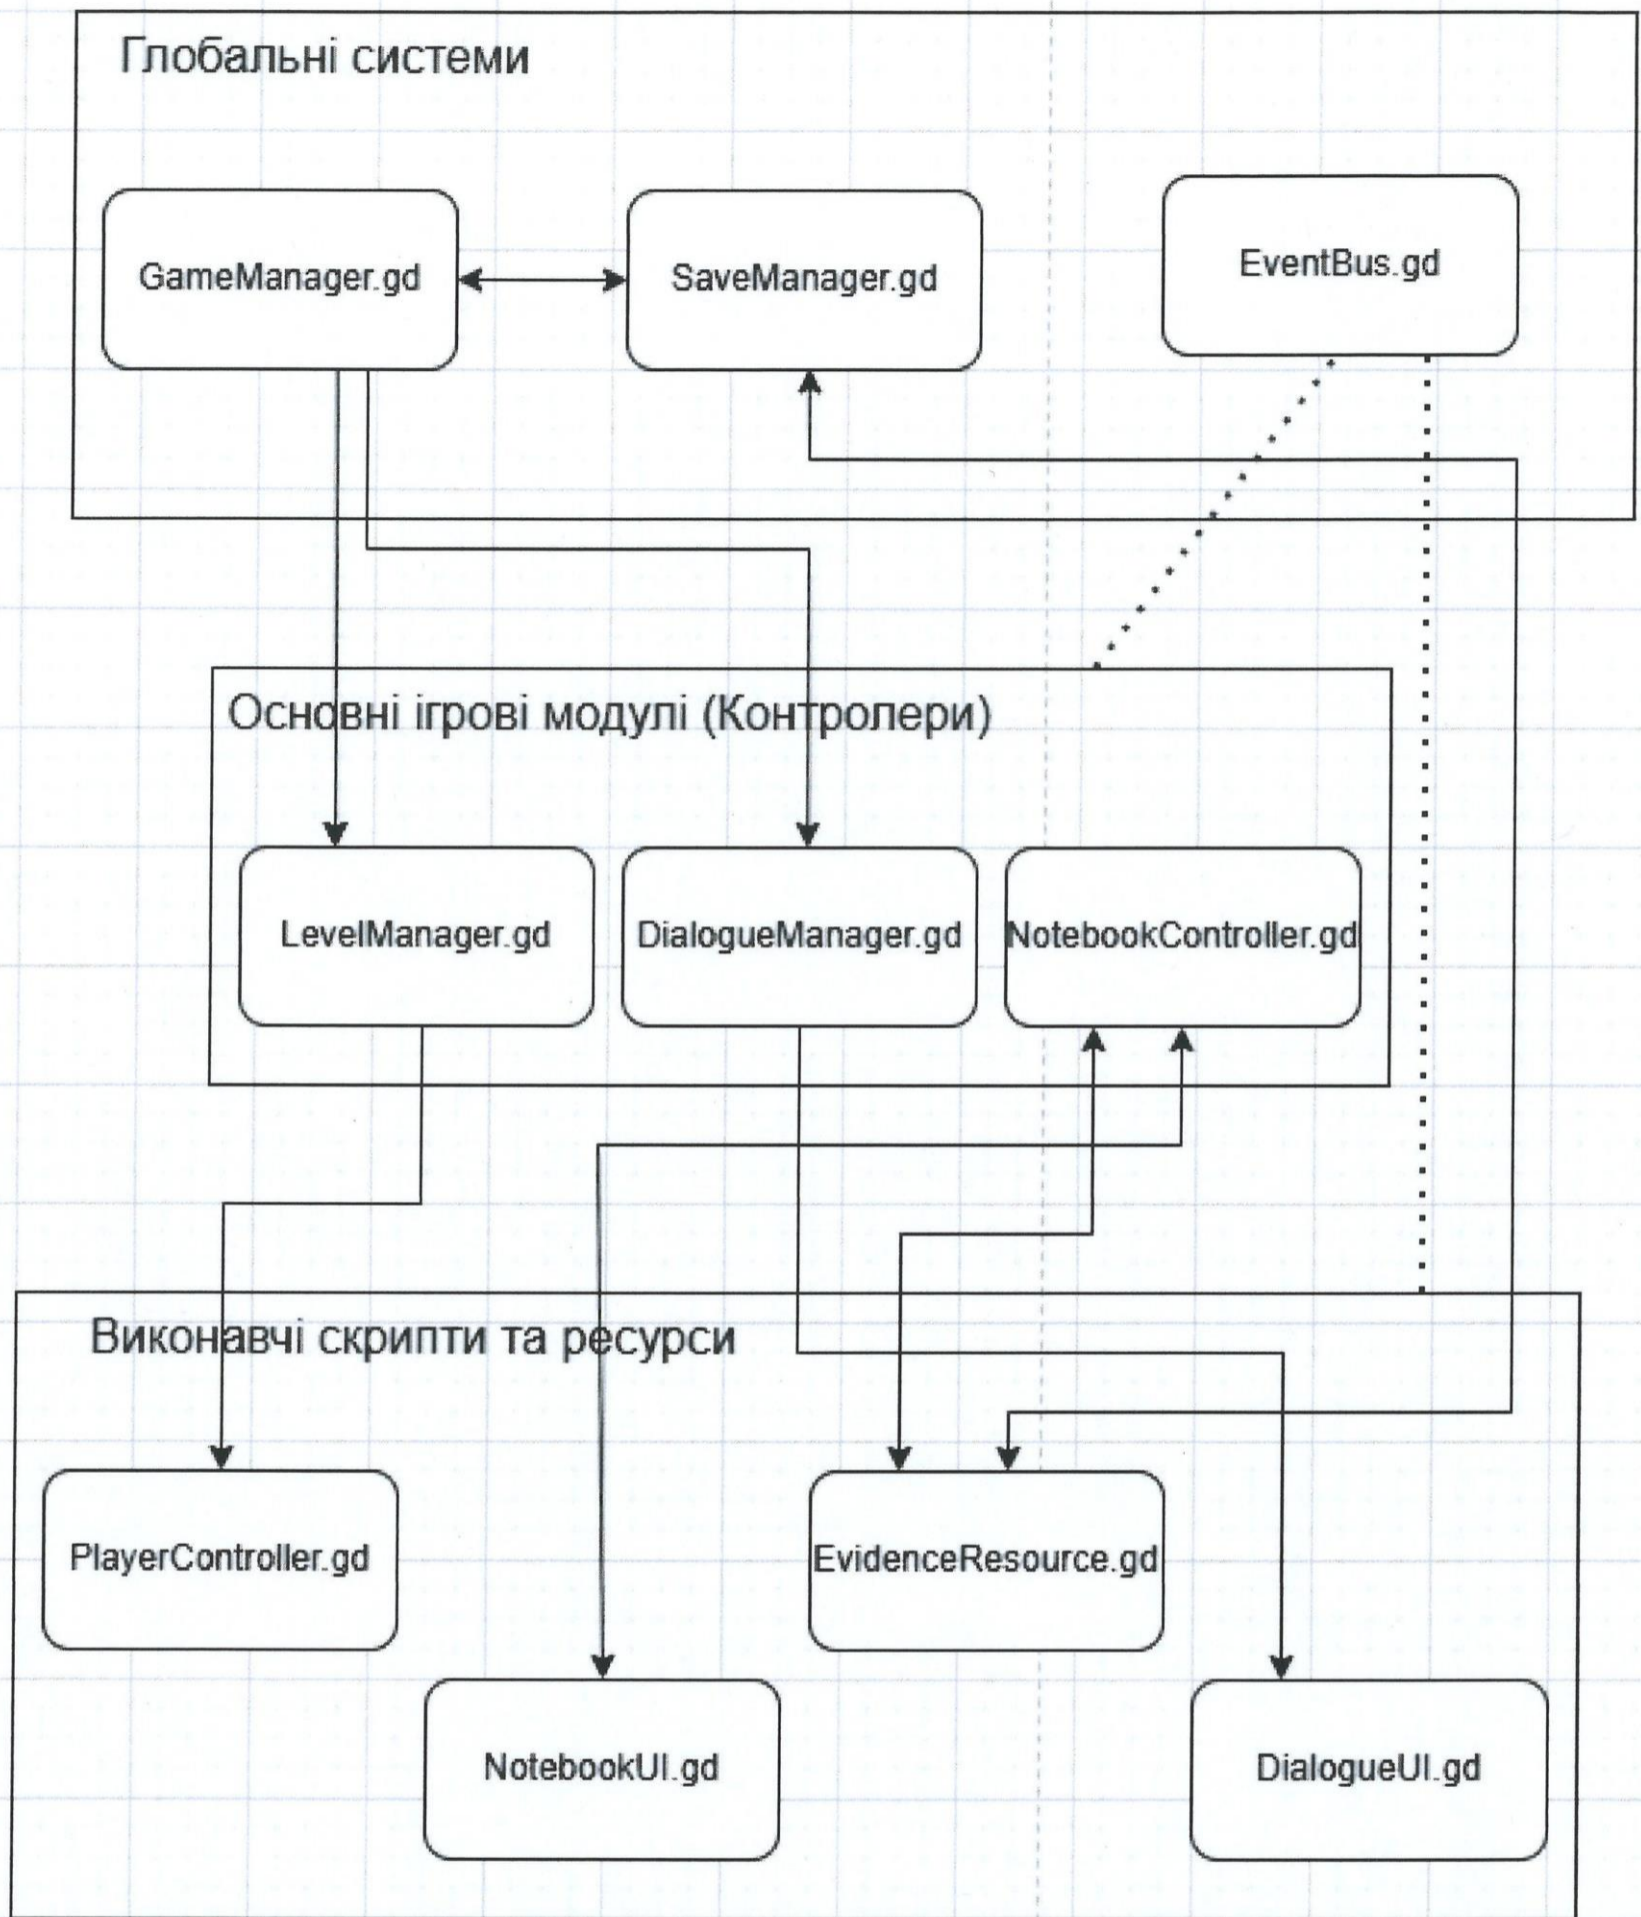 Глобальні системи
GameManager.gd
SaveManager.gd
EventBus.gd
Основні ігрові модулі (Контролери)
LevelManager.gd
DialogueManager.gd
NotebookController.gd
Виконавчі скрипти та ресурси
PlayerController.gd
EvidenceResource.gd
NotebookUI.gd
DialogueUI.gd